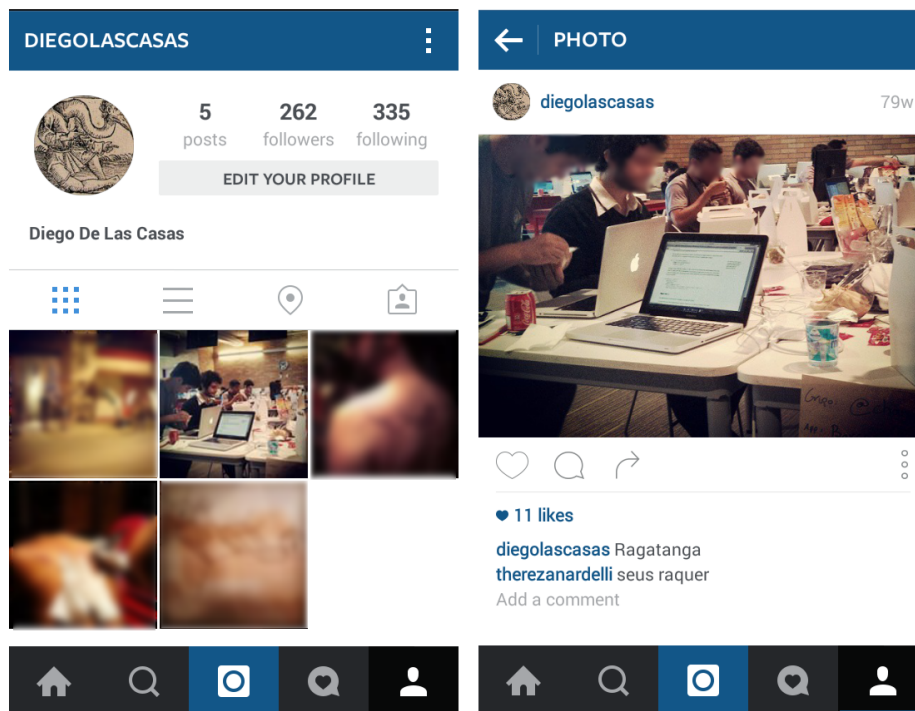 DIEGOLASCASAS
5 262 335
posts followers following
EDIT YOUR PROFILE
Diego De Las Casas
PHOTO
diegolascasas 79w
11 likes
diegolascasas Ragatanga
therezanardelli seus raquer
Add a comment